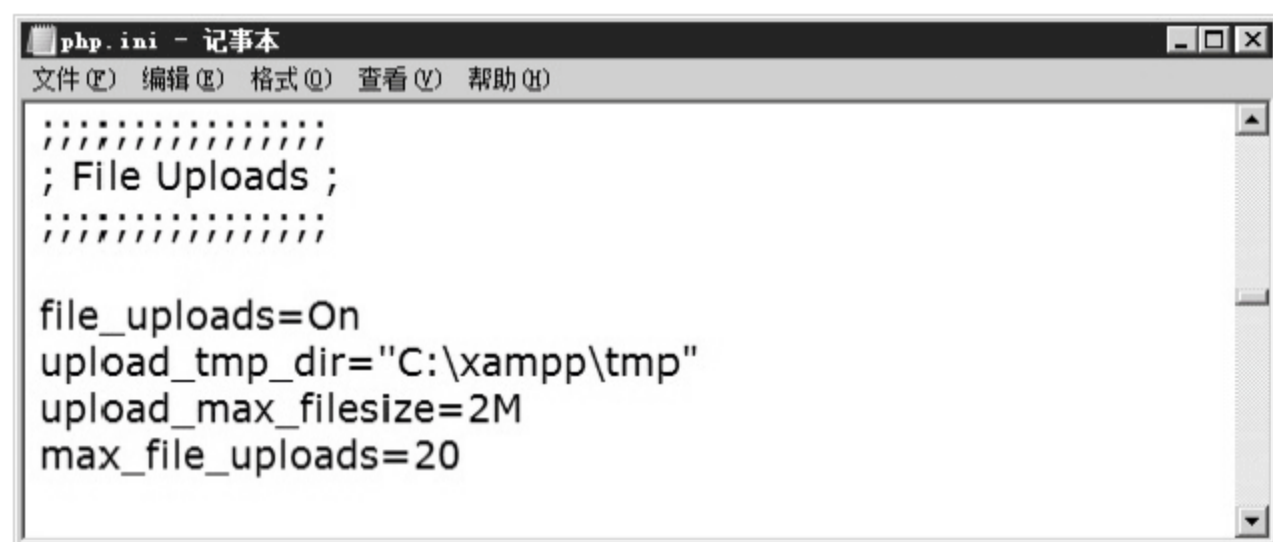 php.ini - 记事本
文件(F) 编辑(E) 格式(O) 查看(V) 帮助(H)
;;;;;;;;;;;;;;;;
; File Uploads ;
;;;;;;;;;;;;;;;;
file_uploads=On
upload_tmp_dir="C:\xampp\tmp"
upload_max_filesize=2M
max_file_uploads=20